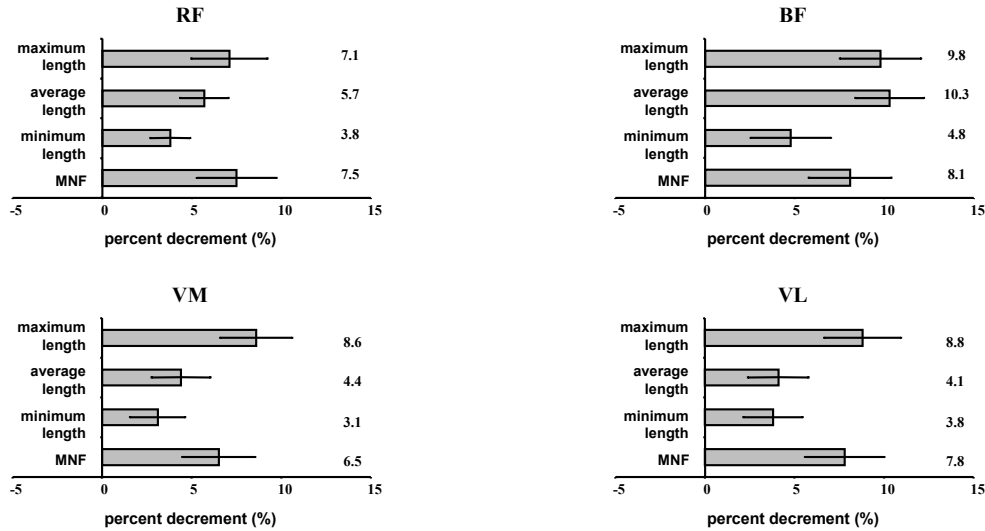 RF
maximum
length
7.1
average
length
5.7
minimum
length
3.8
MNF
7.5
-5 0 5 10 15
percent decrement (%)
BF
maximum
length
9.8
average
length
10.3
minimum
length
4.8
MNF
8.1
-5 0 5 10 15
percent decrement (%)
VM
maximum
length
8.6
average
length
4.4
minimum
length
3.1
MNF
6.5
-5 0 5 10 15
percent decrement (%)
VL
maximum
length
8.8
average
length
4.1
minimum
length
3.8
MNF
7.8
-5 0 5 10 15
percent decrement (%)